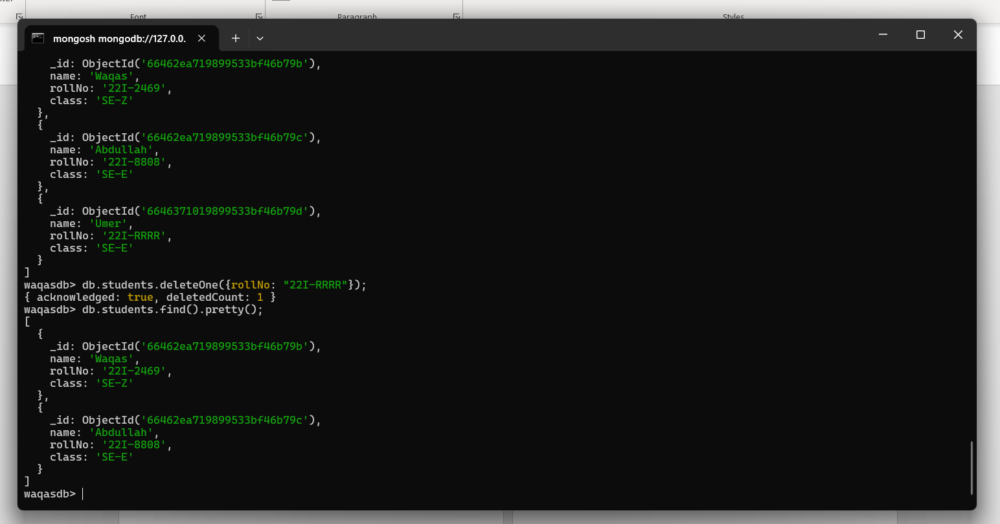 Font
Paragraph
Styles
mongosh mongodb://127.0.0.
    _id: ObjectId('66462ea719899533bf46b79b'),
    name: 'Waqas',
    rollNo: '22I-2469',
    class: 'SE-Z'
  },
  {
    _id: ObjectId('66462ea719899533bf46b79c'),
    name: 'Abdullah',
    rollNo: '22I-8808',
    class: 'SE-E'
  },
  {
    _id: ObjectId('6646371019899533bf46b79d'),
    name: 'Umer',
    rollNo: '22I-RRRR',
    class: 'SE-E'
  }
]
waqasdb> db.students.deleteOne({rollNo: "22I-RRRR"});
{ acknowledged: true, deletedCount: 1 }
waqasdb> db.students.find().pretty();
[
  {
    _id: ObjectId('66462ea719899533bf46b79b'),
    name: 'Waqas',
    rollNo: '22I-2469',
    class: 'SE-Z'
  },
  {
    _id: ObjectId('66462ea719899533bf46b79c'),
    name: 'Abdullah',
    rollNo: '22I-8808',
    class: 'SE-E'
  }
]
waqasdb>